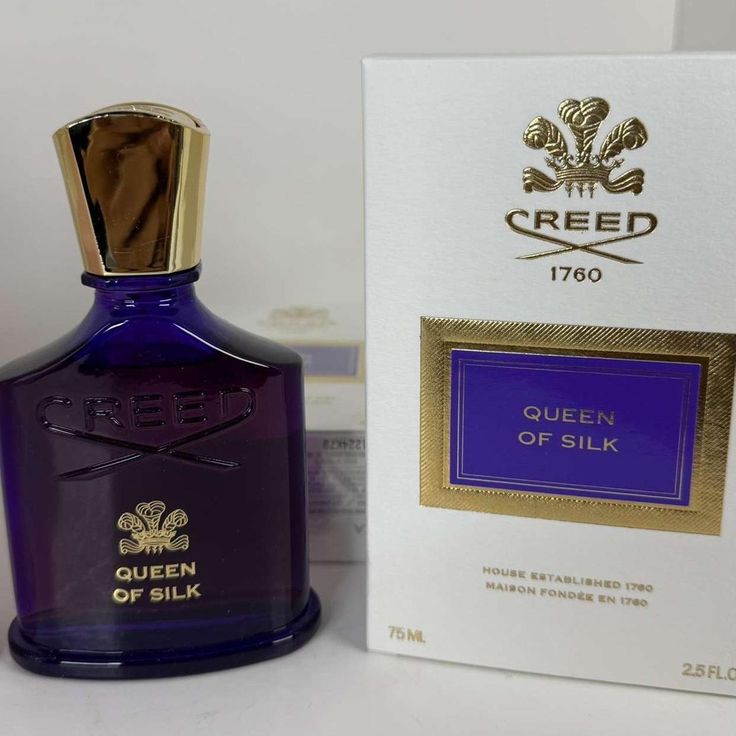 CREED
QUEEN
OF SILK
CREED
1760
QUEEN
OF SILK
HOUSE ESTABLISHED 1760
MAISON FONDÉE EN 1760
75 ML
2.5 FL.O
1224K78